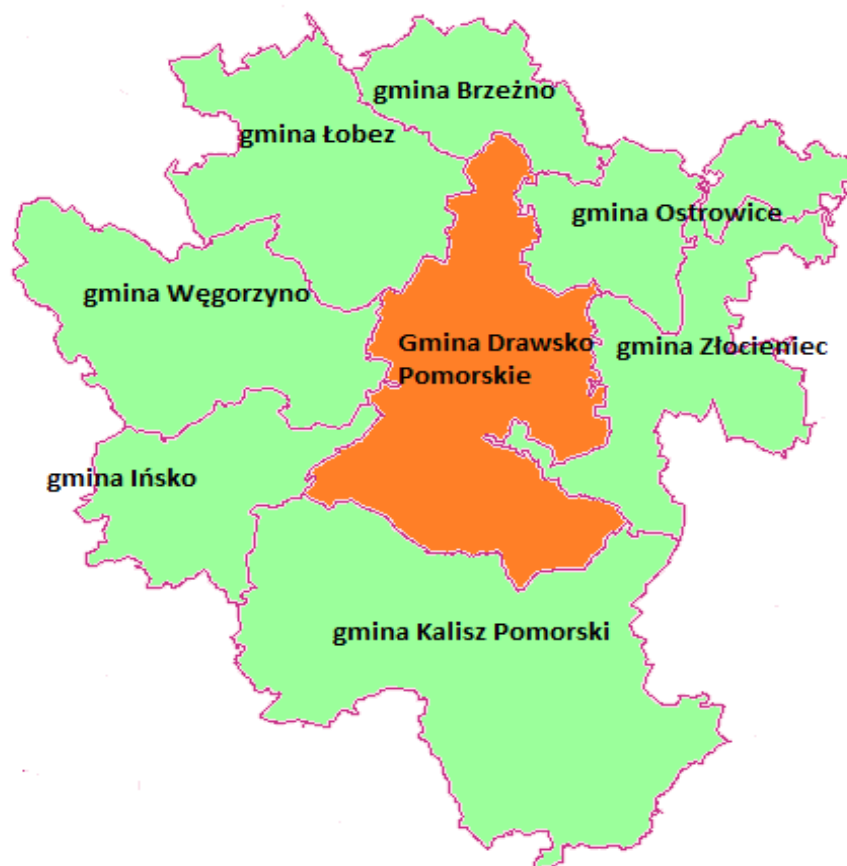 gmina Brzeżno
gmina Łobez
gmina Ostrowice
gmina Węgorzyno
Gmina Drawsko
Pomorskie
gmina Złocieniec
gmina Ińsko
gmina Kalisz Pomorski